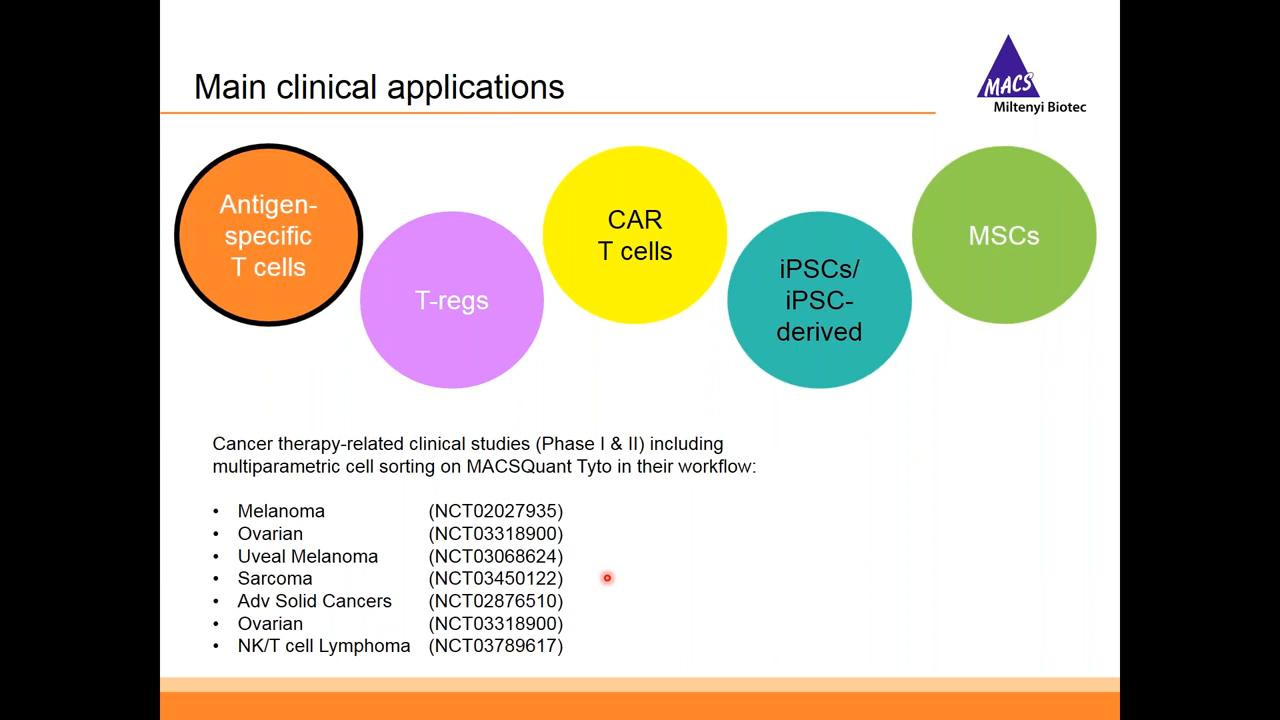 Main clinical applications
MACS
Miltenyi Biotec
Antigen-
specific
T cells
T-regs
CAR
T cells
iPSCs/
iPSC-
derived
MSCs
Cancer therapy-related clinical studies (Phase I & II) including
multiparametric cell sorting on MACSQuant Tyto in their workflow:
• Melanoma (NCT02027935)
• Ovarian (NCT03318900)
• Uveal Melanoma (NCT03068624)
• Sarcoma (NCT03450122)
• Adv Solid Cancers (NCT02876510)
• Ovarian (NCT03318900)
• NK/T cell Lymphoma (NCT03789617)